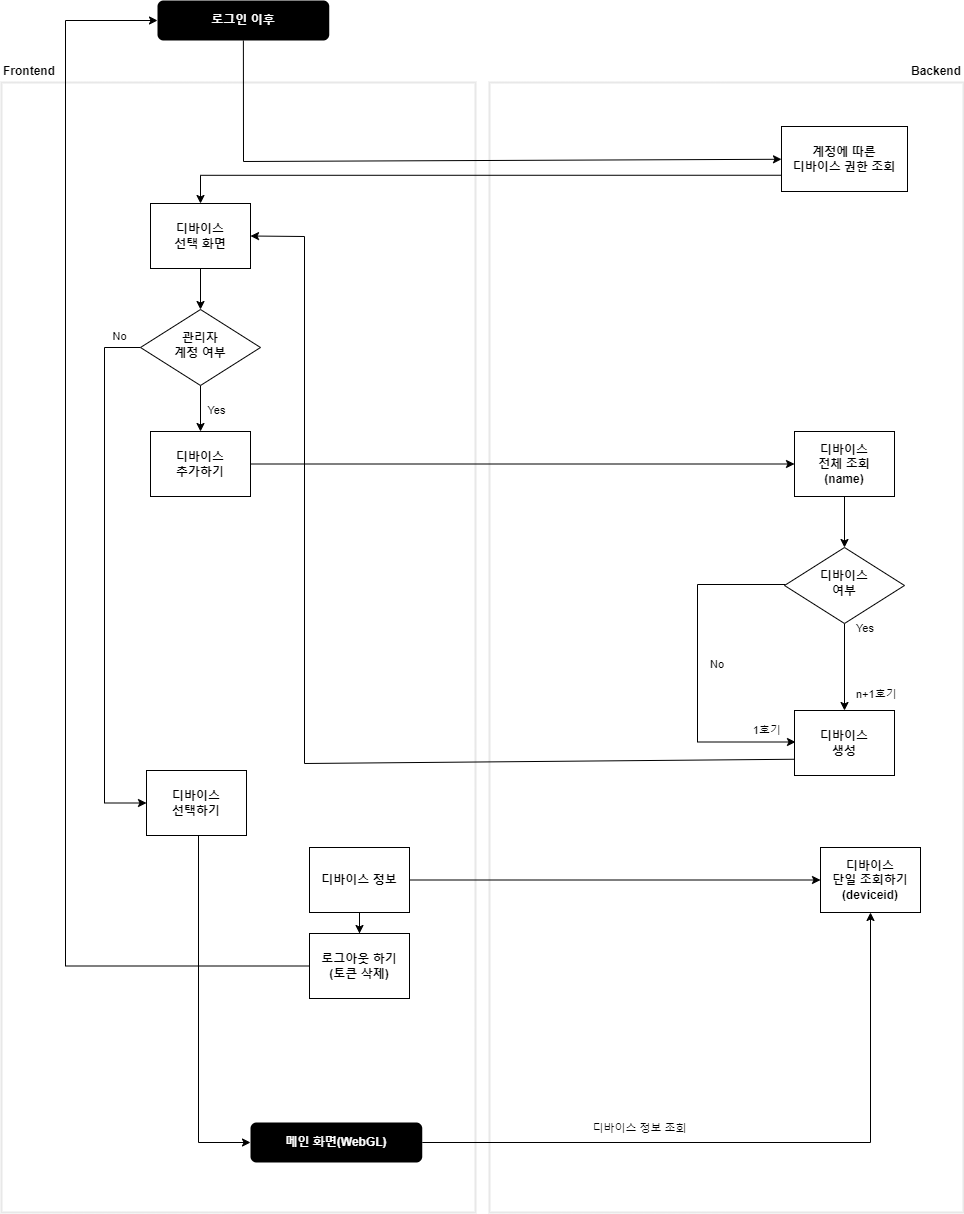 로그인 이후
Frontend
Backend
계정에 따른
디바이스 권한 조회
디바이스
선택 화면
No
관리자
계정 여부
Yes
디바이스
추가하기
디바이스
전체 조회
(name)
디바이스
여부
Yes
No
n+1호기
1호기
디바이스
생성
디바이스
선택하기
디바이스 정보
디바이스
단일 조회하기
(deviceid)
로그아웃 하기
(토큰 삭제)
디바이스 정보 조회
메인 화면(WebGL)